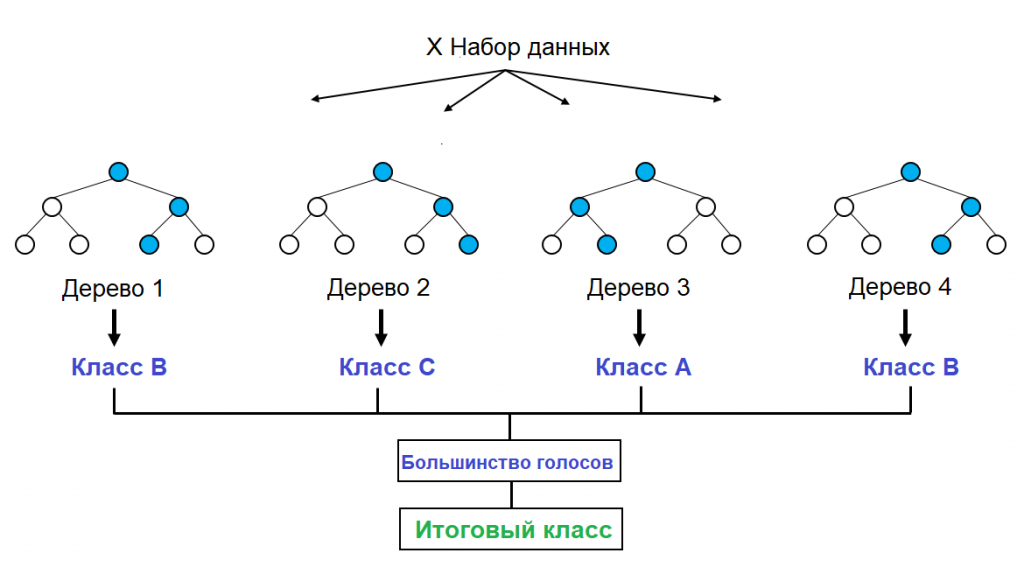 X Набор данных
Дерево 1
Дерево 2
Дерево 3
Дерево 4
Класс B
Класс C
Класс A
Класс B
Большинство голосов
Итоговый класс